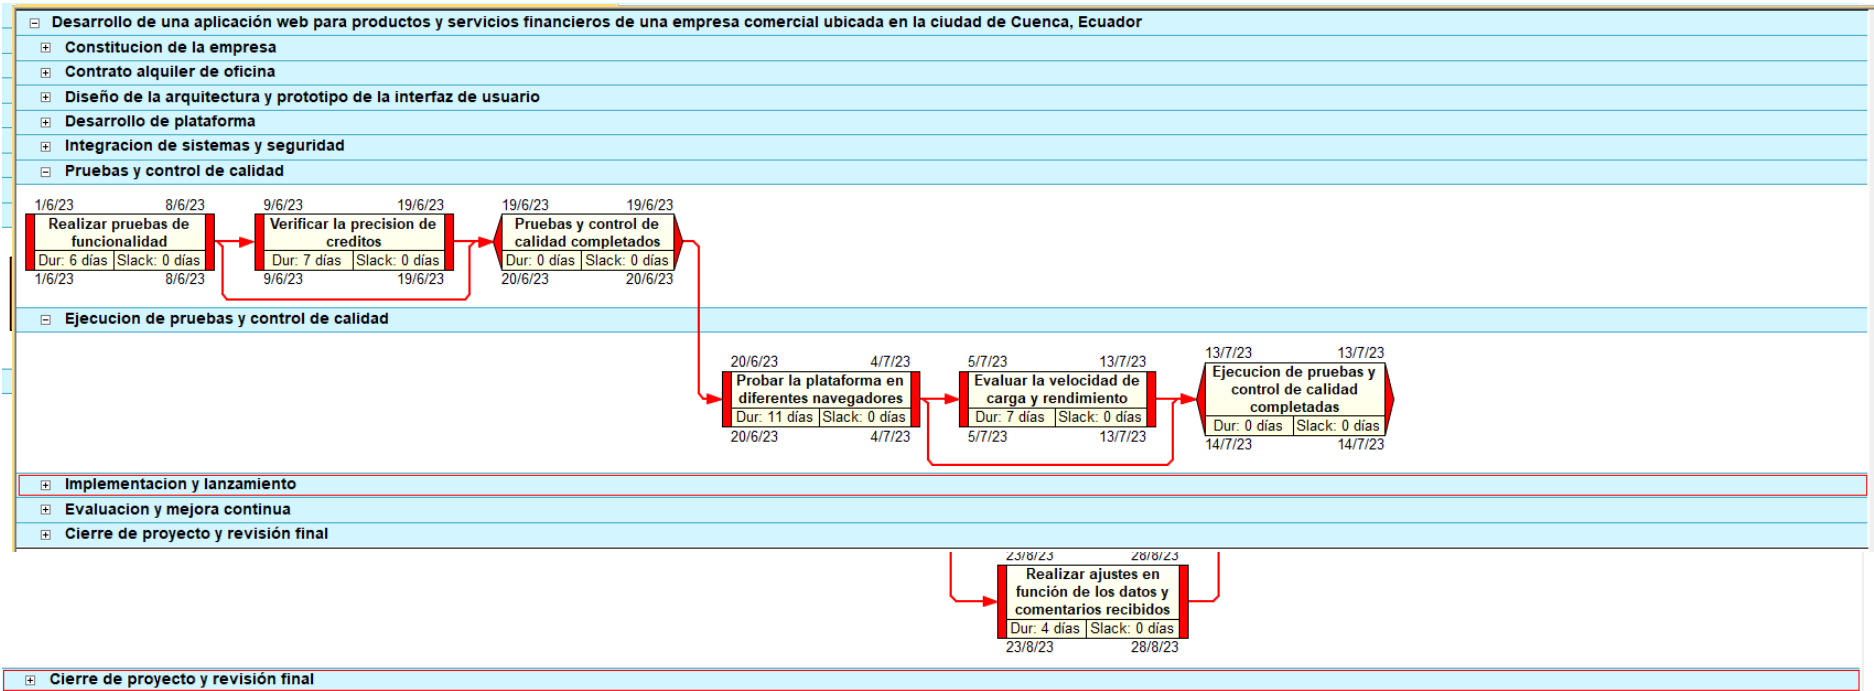 Desarrollo de una aplicación web para productos y servicios financieros de una empresa comercial ubicada en la ciudad de Cuenca, Ecuador
Constitucion de la empresa
Contrato alquiler de oficina
Diseño de la arquitectura y prototipo de la interfaz de usuario
Desarrollo de plataforma
Integracion de sistemas y seguridad
Pruebas y control de calidad
1/6/23 8/6/23
Realizar pruebas de
funcionalidad
Dur: 6 días Slack: 0 días
1/6/23 8/6/23
9/6/23 19/6/23
Verificar la precision de
creditos
Dur: 7 días Slack: 0 días
9/6/23 19/6/23
19/6/23 19/6/23
Pruebas y control de
calidad completados
Dur: 0 días Slack: 0 días
20/6/23 20/6/23
Ejecucion de pruebas y control de calidad
20/6/23 4/7/23
Probar la plataforma en
diferentes navegadores
Dur: 11 días Slack: 0 días
20/6/23 4/7/23
5/7/23 13/7/23
Evaluar la velocidad de
carga y rendimiento
Dur: 7 días Slack: 0 días
5/7/23 13/7/23
13/7/23 13/7/23
Ejecucion de pruebas y
control de calidad
completadas
Dur: 0 días Slack: 0 días
14/7/23 14/7/23
Implementacion y lanzamiento
Evaluacion y mejora continua
Cierre de proyecto y revisión final
23/8/23 28/8/23
Realizar ajustes en
función de los datos y
comentarios recibidos
Dur: 4 días Slack: 0 días
23/8/23 28/8/23
Cierre de proyecto y revisión final